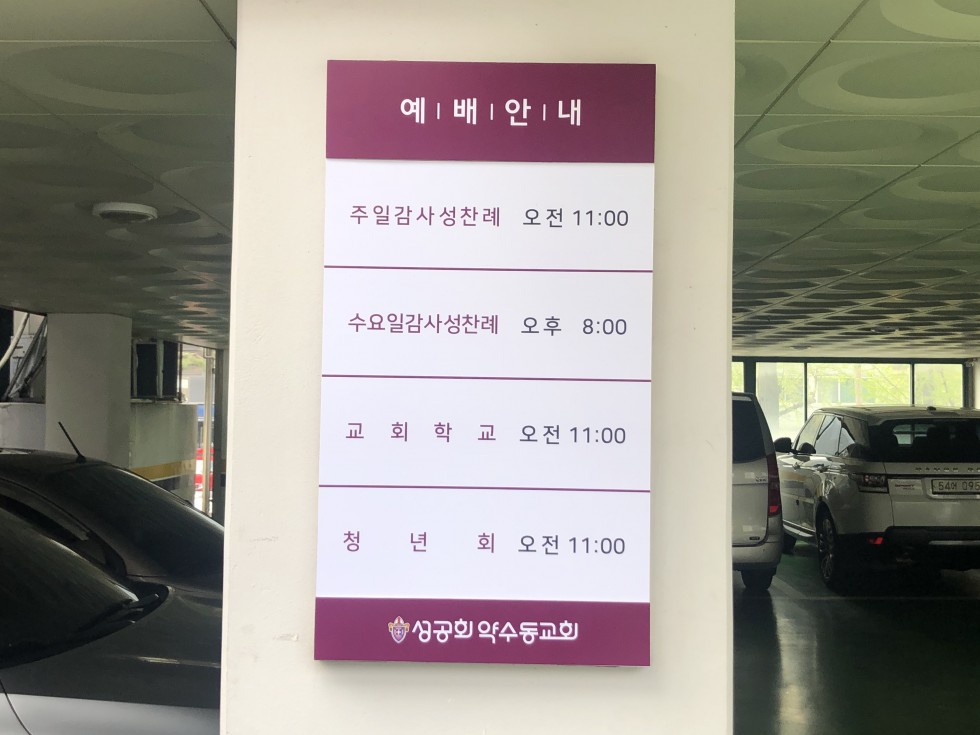 예 | 배 | 안 | 내
주일감사성찬례 오전 11:00
수요일감사성찬례 오후 8:00
교회학교 오전 11:00
청년회 오전 11:00
성공회 약수동교회